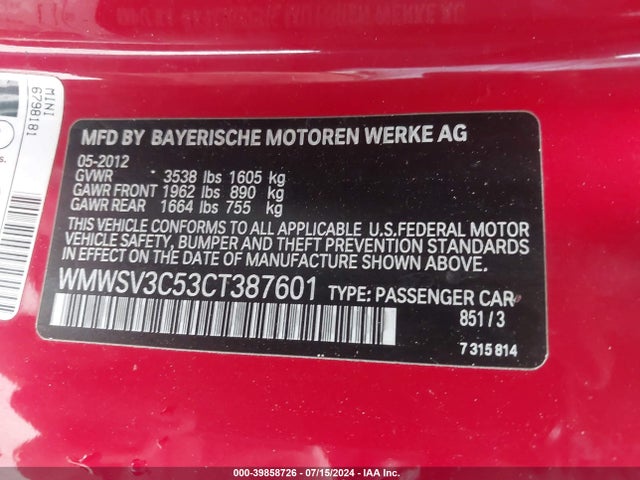 MFD BY BAYERISCHE MOTOREN WERKE AG
05-2012
GVWR 3538 lbs 1605 kg
GAWR FRONT 1962 lbs 890 kg
GAWR REAR 1664 lbs 755 kg
THIS VEHICLE CONFORMS TO ALL APPLICABLE U.S.FEDERAL MOTOR
VEHICLE SAFETY, BUMPER AND THEFT PREVENTION STANDARDS
IN EFFECT ON THE DATE OF MANUFACTURE SHOWN ABOVE.
WMWSV3C53CT387601 TYPE: PASSENGER CAR
851/3
7 315 814
MINI
6798181
000-39858726 - 07/15/2024 - IAA Inc.